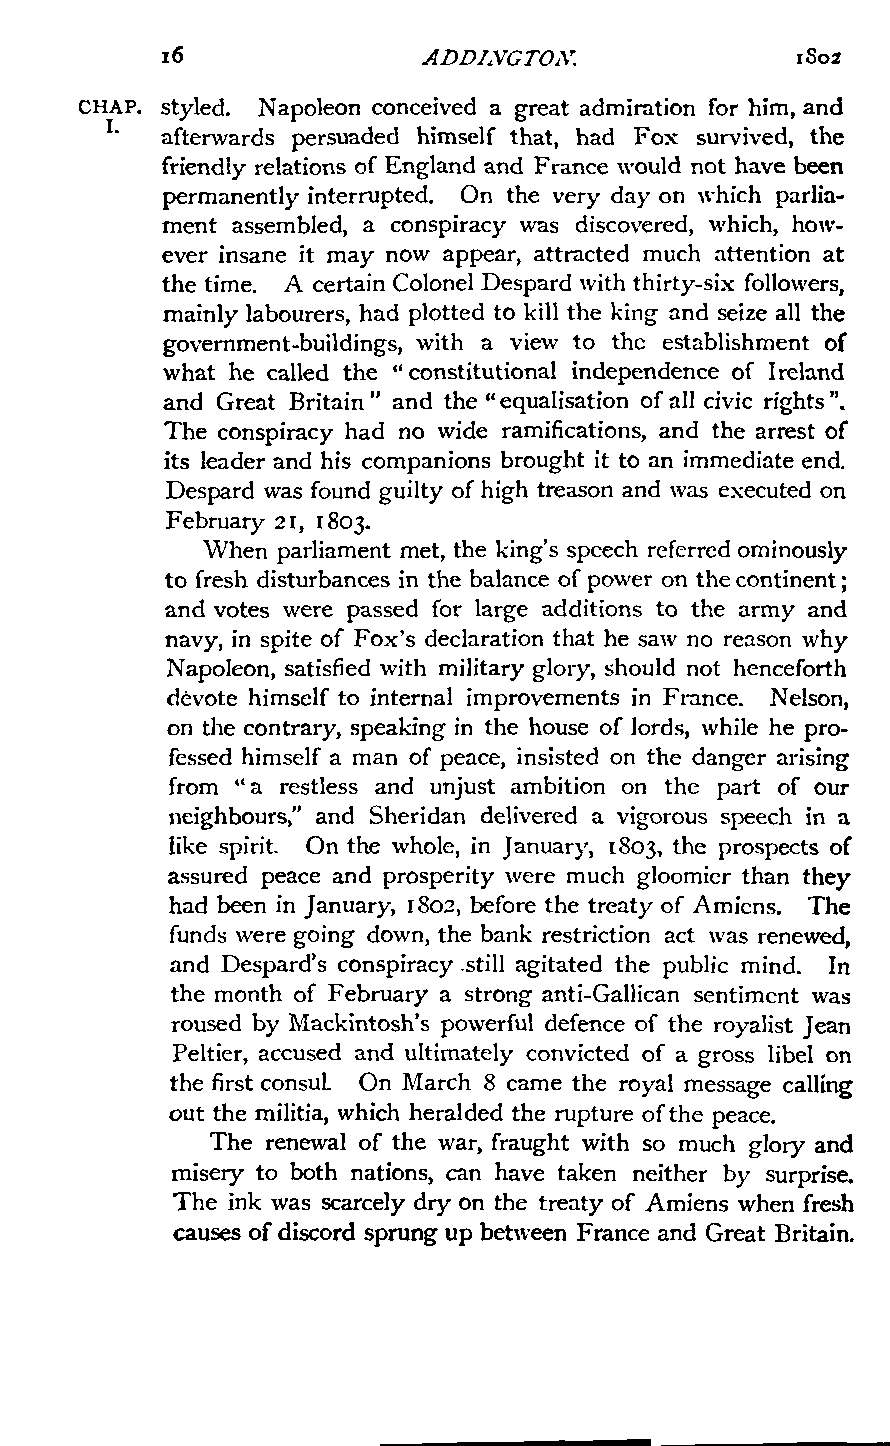 16 ADDINGTON. 1802
CHAP. styled. Napoleon conceived a great admiration for him, and
I. afterwards persuaded himself that, had Fox survived, the
friendly relations of England and France would not have been
permanently interrupted. On the very day on which parlia-
ment assembled, a conspiracy was discovered, which, how-
ever insane it may now appear, attracted much attention at
the time. A certain Colonel Despard with thirty-six followers,
mainly labourers, had plotted to kill the king and seize all the
government-buildings, with a view to the establishment of
what he called the "constitutional independence of Ireland
and Great Britain" and the "equalisation of all civic rights".
The conspiracy had no wide ramifications, and the arrest of
its leader and his companions brought it to an immediate end.
Despard was found guilty of high treason and was executed on
February 21, 1803.
When parliament met, the king's speech referred ominously
to fresh disturbances in the balance of power on the continent;
and votes were passed for large additions to the army and
navy, in spite of Fox's declaration that he saw no reason why
Napoleon, satisfied with military glory, should not henceforth
devote himself to internal improvements in France. Nelson,
on the contrary, speaking in the house of lords, while he pro-
fessed himself a man of peace, insisted on the danger arising
from "a restless and unjust ambition on the part of our
neighbours," and Sheridan delivered a vigorous speech in a
like spirit. On the whole, in January, 1803, the prospects of
assured peace and prosperity were much gloomier than they
had been in January, 1802, before the treaty of Amiens. The
funds were going down, the bank restriction act was renewed,
and Despard's conspiracy still agitated the public mind. In
the month of February a strong anti-Gallican sentiment was
roused by Mackintosh's powerful defence of the royalist Jean
Peltier, accused and ultimately convicted of a gross libel on
the first consul. On March 8 came the royal message calling
out the militia, which heralded the rupture of the peace.
The renewal of the war, fraught with so much glory and
misery to both nations, can have taken neither by surprise.
The ink was scarcely dry on the treaty of Amiens when fresh
causes of discord sprung up between France and Great Britain.